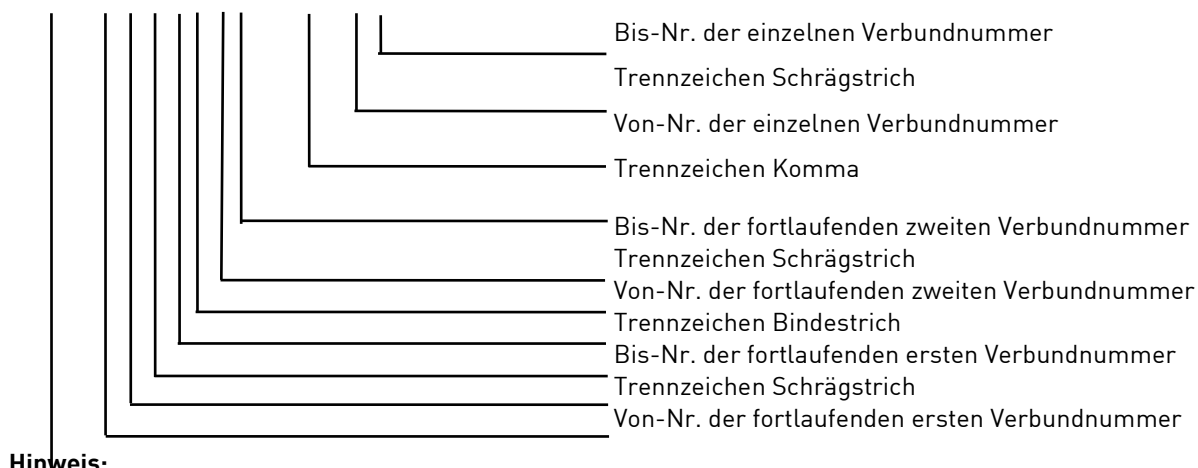 Bis-Nr. der einzelnen Verbundnummer
Trennzeichen Schrägstrich
Von-Nr. der einzelnen Verbundnummer
Trennzeichen Komma
Bis-Nr. der fortlaufenden zweiten Verbundnummer
Trennzeichen Schrägstrich
Von-Nr. der fortlaufenden zweiten Verbundnummer
Trennzeichen Bindestrich
Bis-Nr. der fortlaufenden ersten Verbundnummer
Trennzeichen Schrägstrich
Von-Nr. der fortlaufenden ersten Verbundnummer
Hinweis: